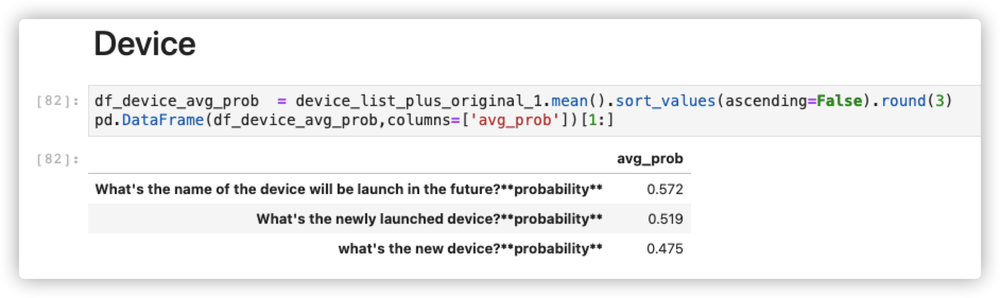 Device
[82]:
df_device_avg_prob  = device_list_plus_original_1.mean().sort_values(ascending=False).round(3)
pd.DataFrame(df_device_avg_prob,columns=['avg_prob'])[1:]
[82]:
avg_prob
What's the name of the device will be launch in the future?**probability** 0.572
What's the newly launched device?**probability** 0.519
what's the new device?**probability** 0.475